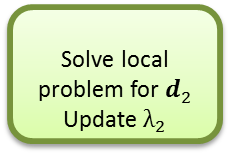 Solve local
problem for d₂
Update λ₂